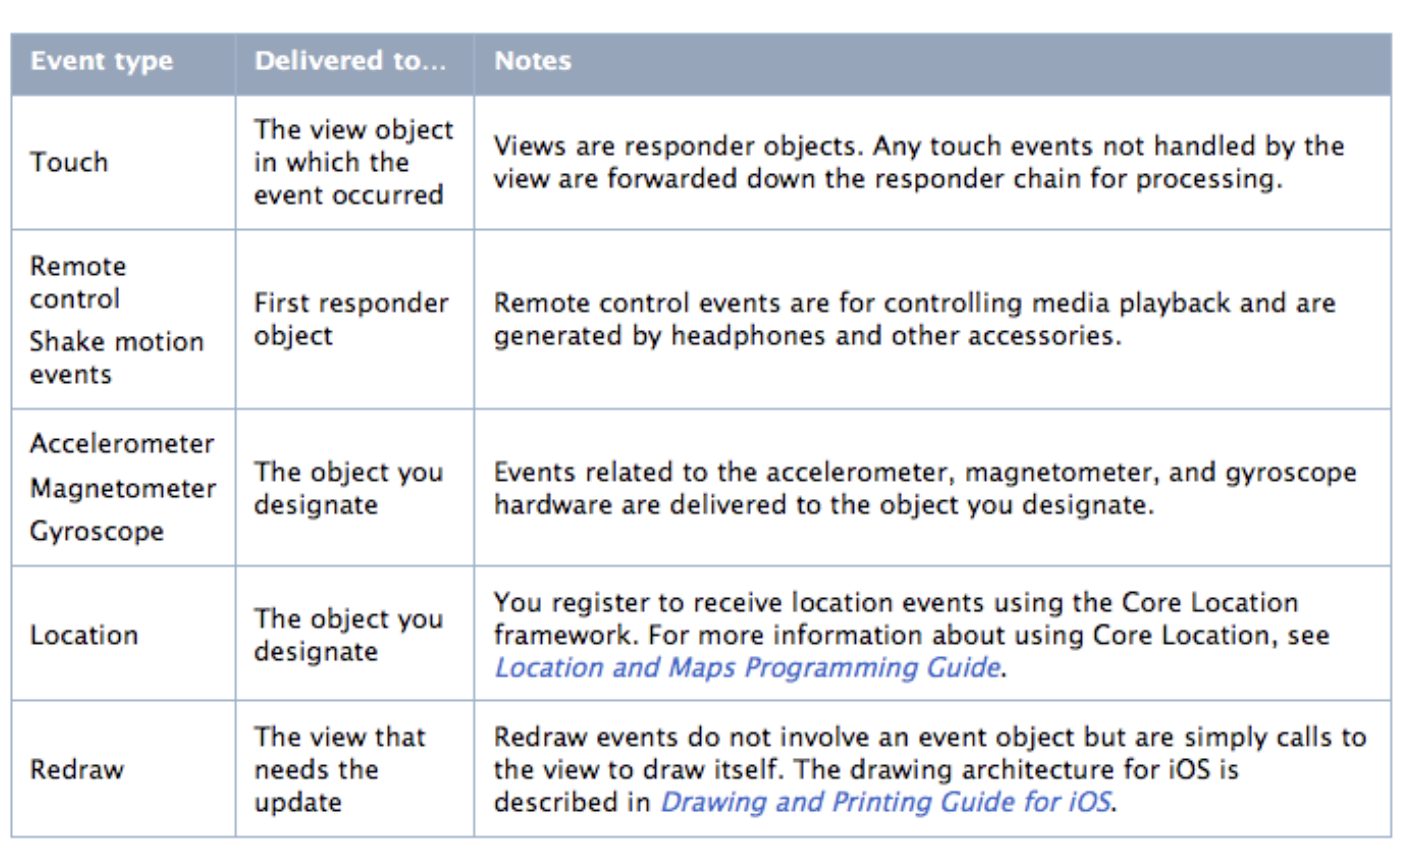 Event type
Delivered to...
Notes
Touch
The view object
in which the
event occurred
Views are responder objects. Any touch events not handled by the
view are forwarded down the responder chain for processing.
Remote
control
Shake motion
events
First responder
object
Remote control events are for controlling media playback and are
generated by headphones and other accessories.
Accelerometer
Magnetometer
Gyroscope
The object you
designate
Events related to the accelerometer, magnetometer, and gyroscope
hardware are delivered to the object you designate.
Location
The object you
designate
You register to receive location events using the Core Location
framework. For more information about using Core Location, see
Location and Maps Programming Guide.
Redraw
The view that
needs the
update
Redraw events do not involve an event object but are simply calls to
the view to draw itself. The drawing architecture for iOS is
described in Drawing and Printing Guide for iOS.